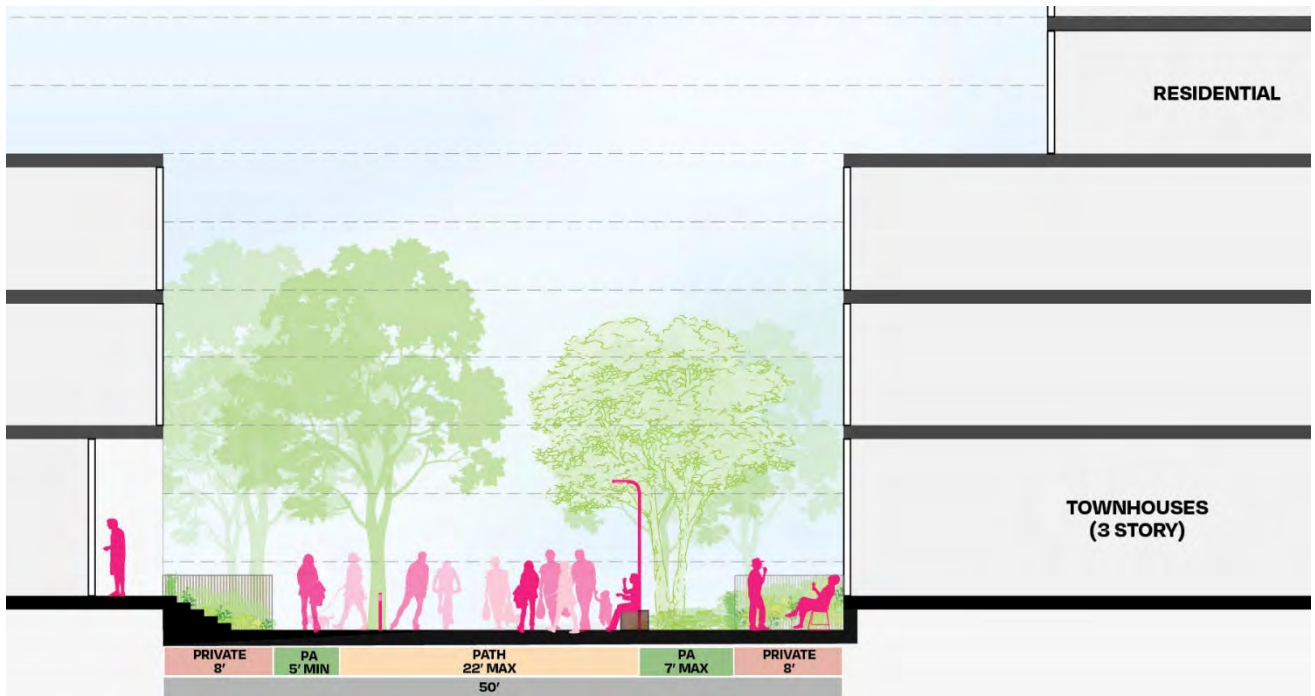 RESIDENTIAL
TOWNHOUSES
(3 STORY)
PRIVATE
8'
PA
5' MIN
PATH
22' MAX
PA
7' MAX
PRIVATE
8'
50'